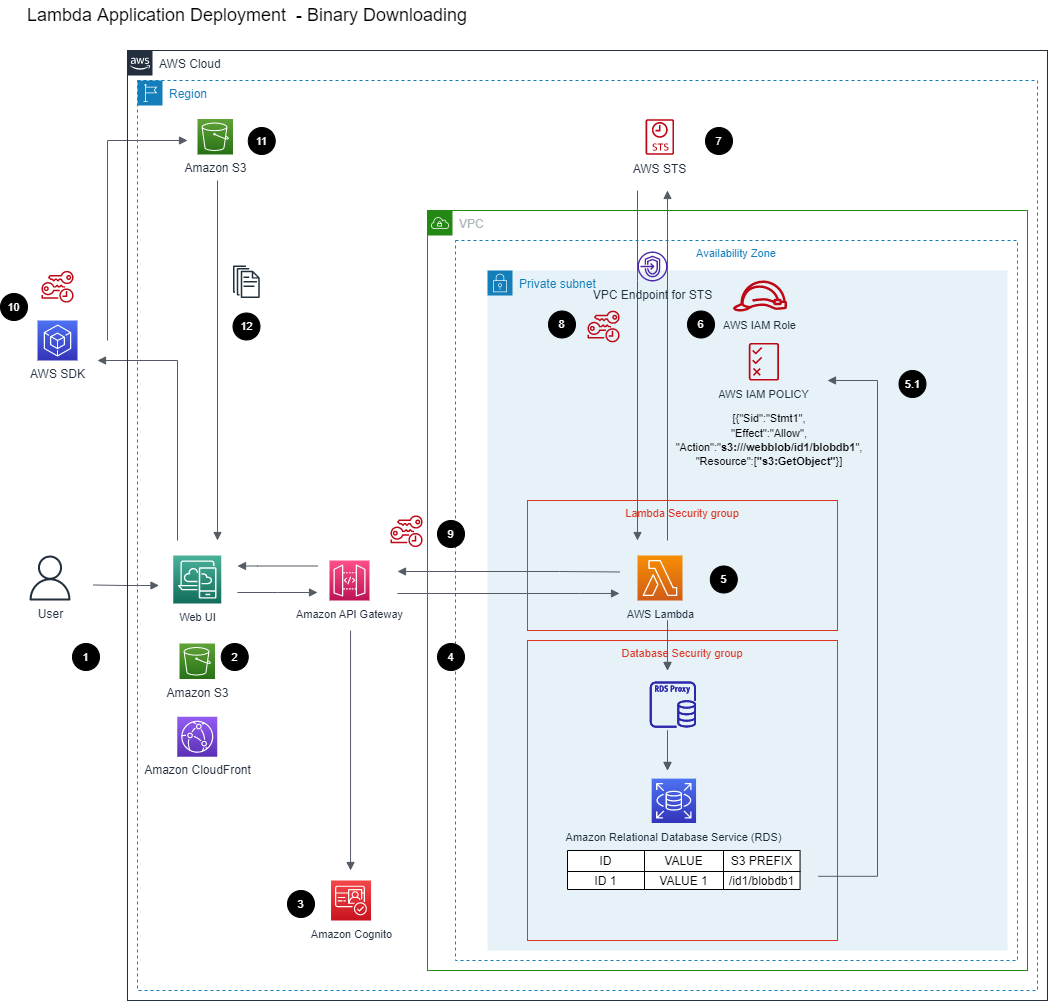 Lambda Application Deployment  - Binary Downloading
aws
AWS Cloud
Region
11
Amazon S3
STS
7
AWS STS
VPC
Availability Zone
Private subnet
VPC Endpoint for STS
10
12
8
6
AWS IAM Role
AWS SDK
5.1
AWS IAM POLICY
[{"Sid":"Stmt1",
"Effect":"Allow",
"Action":"s3:///webblob/id1/blobdb1",
"Resource":["s3:GetObject"}]
Lambda Security group
9
5
User
Web UI
Amazon API Gateway
AWS Lambda
1
2
4
Database Security group
Amazon S3
RDS Proxy
Amazon CloudFront
Amazon Relational Database Service (RDS)
ID VALUE S3 PREFIX
ID 1 VALUE 1 /id1/blobdb1
3
Amazon Cognito